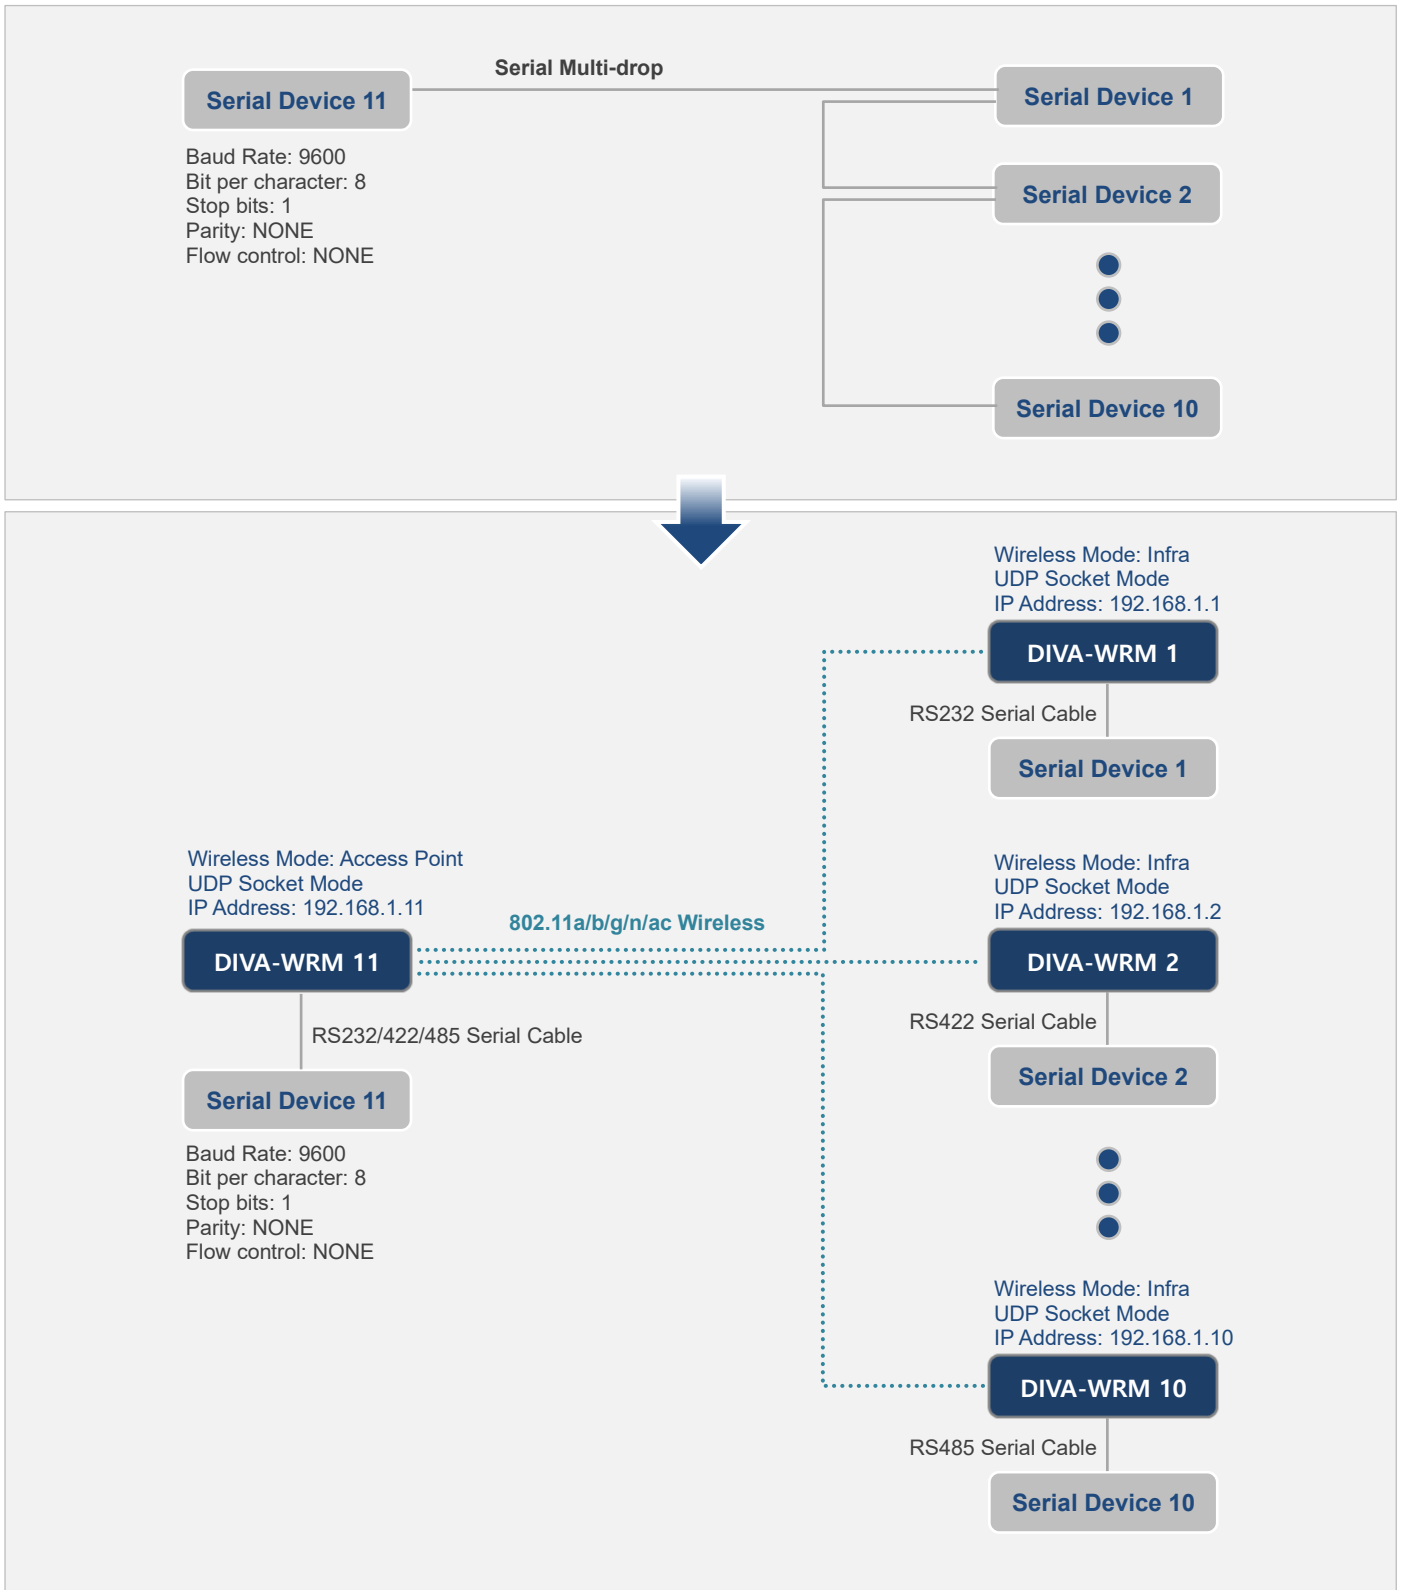 Serial Multi-drop
Serial Device 11
Serial Device 1
Baud Rate: 9600
Bit per character: 8
Stop bits: 1
Parity: NONE
Flow control: NONE
Serial Device 2
Serial Device 10
Wireless Mode: Infra
UDP Socket Mode
IP Address: 192.168.1.1
DIVA-WRM 1
RS232 Serial Cable
Serial Device 1
Wireless Mode: Access Point
UDP Socket Mode
IP Address: 192.168.1.11
802.11a/b/g/n/ac Wireless
DIVA-WRM 11
RS232/422/485 Serial Cable
Serial Device 11
Baud Rate: 9600
Bit per character: 8
Stop bits: 1
Parity: NONE
Flow control: NONE
Wireless Mode: Infra
UDP Socket Mode
IP Address: 192.168.1.2
DIVA-WRM 2
RS422 Serial Cable
Serial Device 2
Wireless Mode: Infra
UDP Socket Mode
IP Address: 192.168.1.10
DIVA-WRM 10
RS485 Serial Cable
Serial Device 10